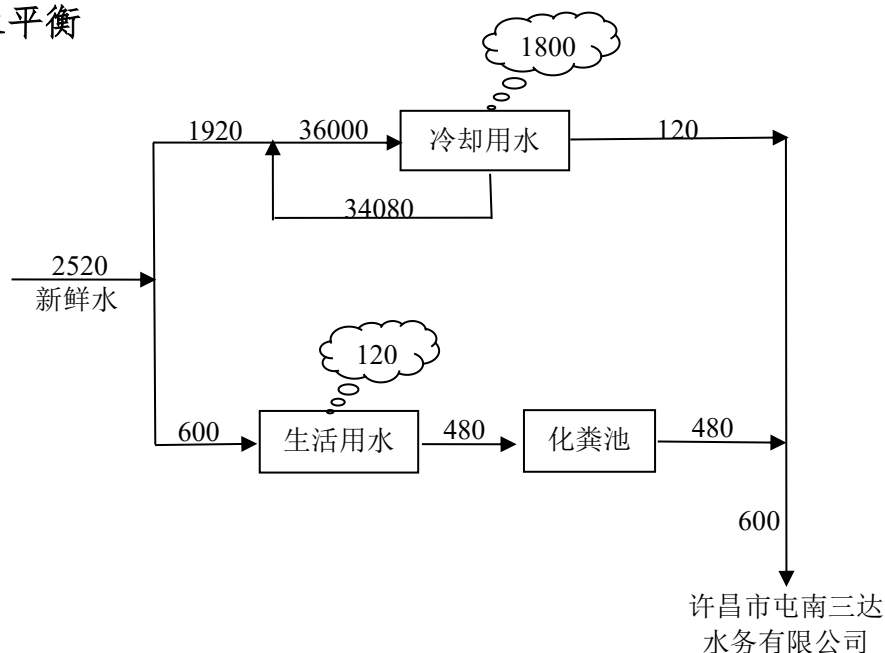 平衡
1800
1920
36000
冷却用水
120
34080
2520
新鲜水
120
600
生活用水
480
化粪池
480
600
许昌市屯南三达
水务有限公司